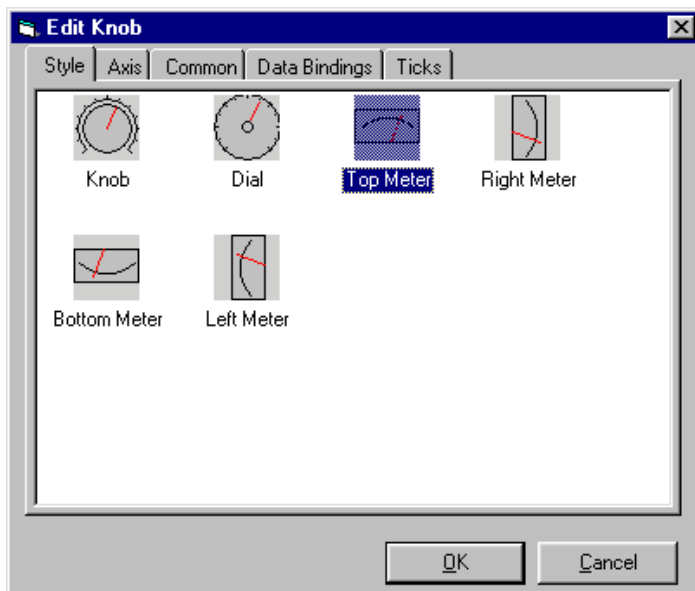 Edit Knob
Style Axis Common Data Bindings Ticks
Knob Dial Top Meter Right Meter
Bottom Meter Left Meter
OK Cancel